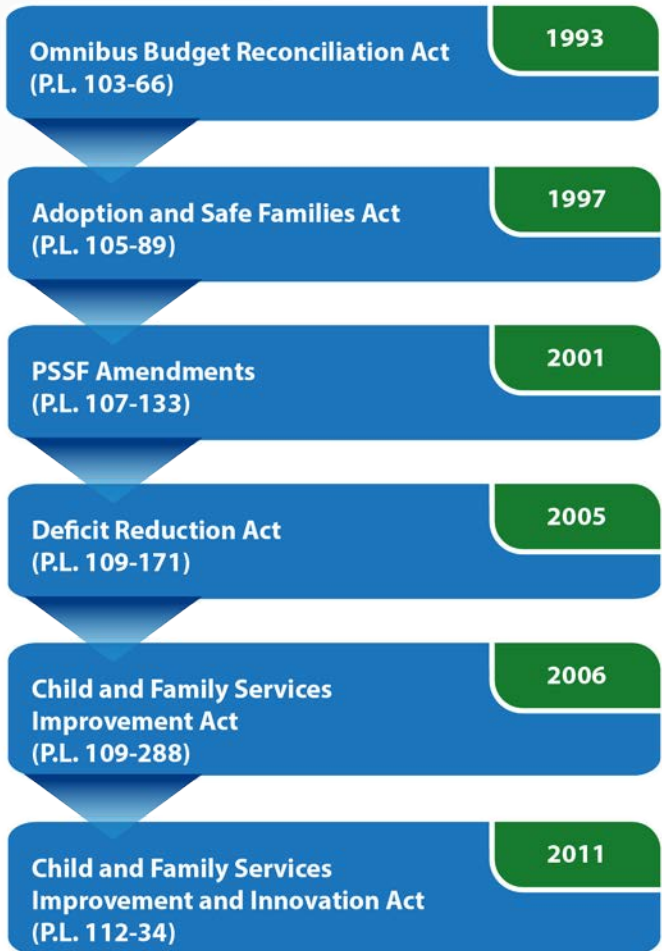 1993
Omnibus Budget Reconciliation Act
(P.L. 103-66)
1997
Adoption and Safe Families Act
(P.L. 105-89)
2001
PSSF Amendments
(P.L. 107-133)
2005
Deficit Reduction Act
(P.L. 109-171)
2006
Child and Family Services
Improvement Act
(P.L. 109-288)
2011
Child and Family Services
Improvement and Innovation Act
(P.L. 112-34)